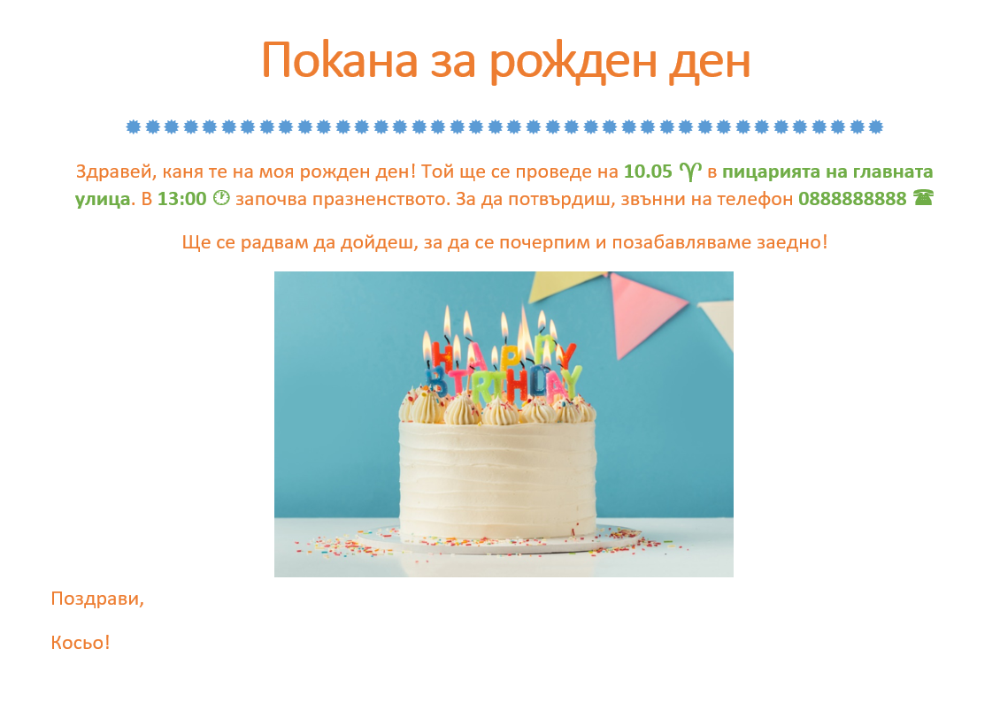 Покана за рожден ден
✹✹✹✹✹✹✹✹✹✹✹✹✹✹✹✹✹✹✹✹✹✹✹✹✹✹✹✹✹✹✹✹✹✹✹✹✹✹✹✹
Здравей, каня те на моя рожден ден! Той ще се проведе на 10.05 ♈ в пицарията на главната
улица. В 13:00 🕐 започва празненството. За да потвърдиш, звънни на телефон 0888888888 ☎
Ще се радвам да дойдеш, за да се почерпим и позабавляваме заедно!
HAPPY
BIRTHDAY
Поздрави,
Косьо!